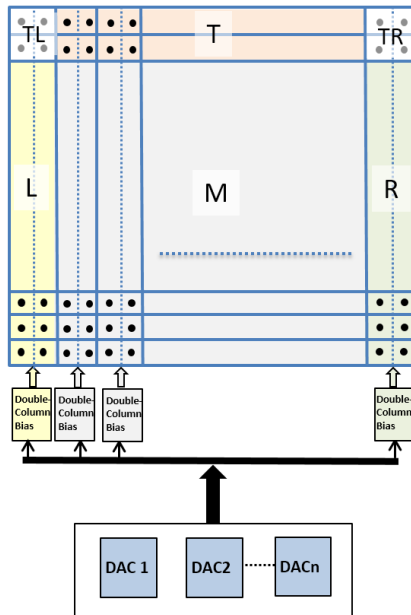 TL T TR
L M R
Double- Double- Double- Double-
Column Column Column Column
Bias Bias Bias Bias
DAC 1 DAC2 DACn